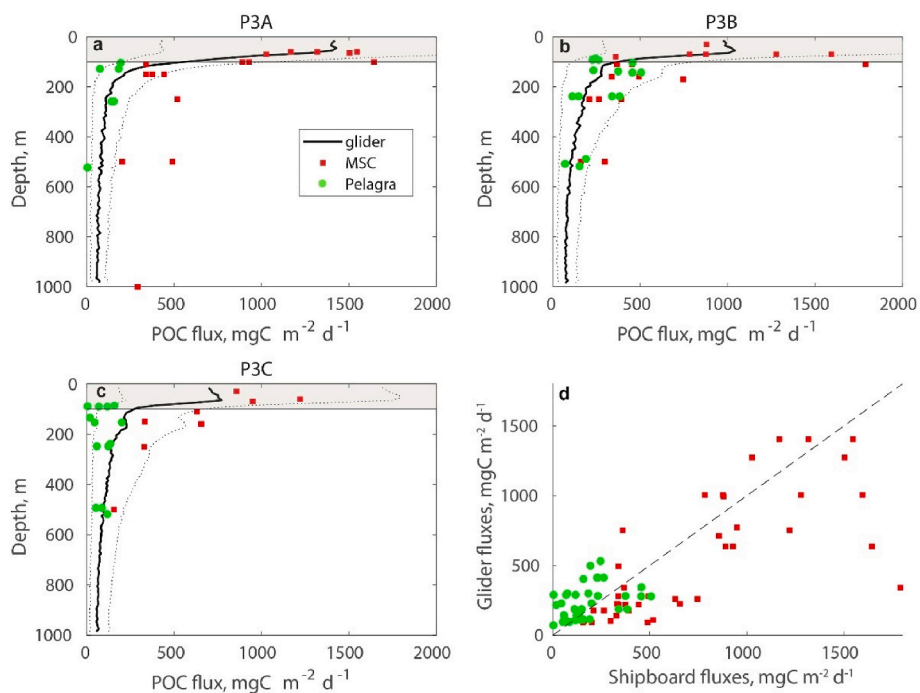 P3A
a
0
200
400
600
800
1000
Depth, m
0 500 1000 1500 2000
POC flux, mgC m⁻² d⁻¹
glider
MSC
Pelagra
P3B
b
0
200
400
600
800
1000
Depth, m
0 500 1000 1500 2000
POC flux, mgC m⁻² d⁻¹
P3C
c
0
200
400
600
800
1000
Depth, m
0 500 1000 1500 2000
POC flux, mgC m⁻² d⁻¹
d
1500
1000
500
0
Glider fluxes, mgC m⁻² d⁻¹
0 500 1000 1500
Shipboard fluxes, mgC m⁻² d⁻¹